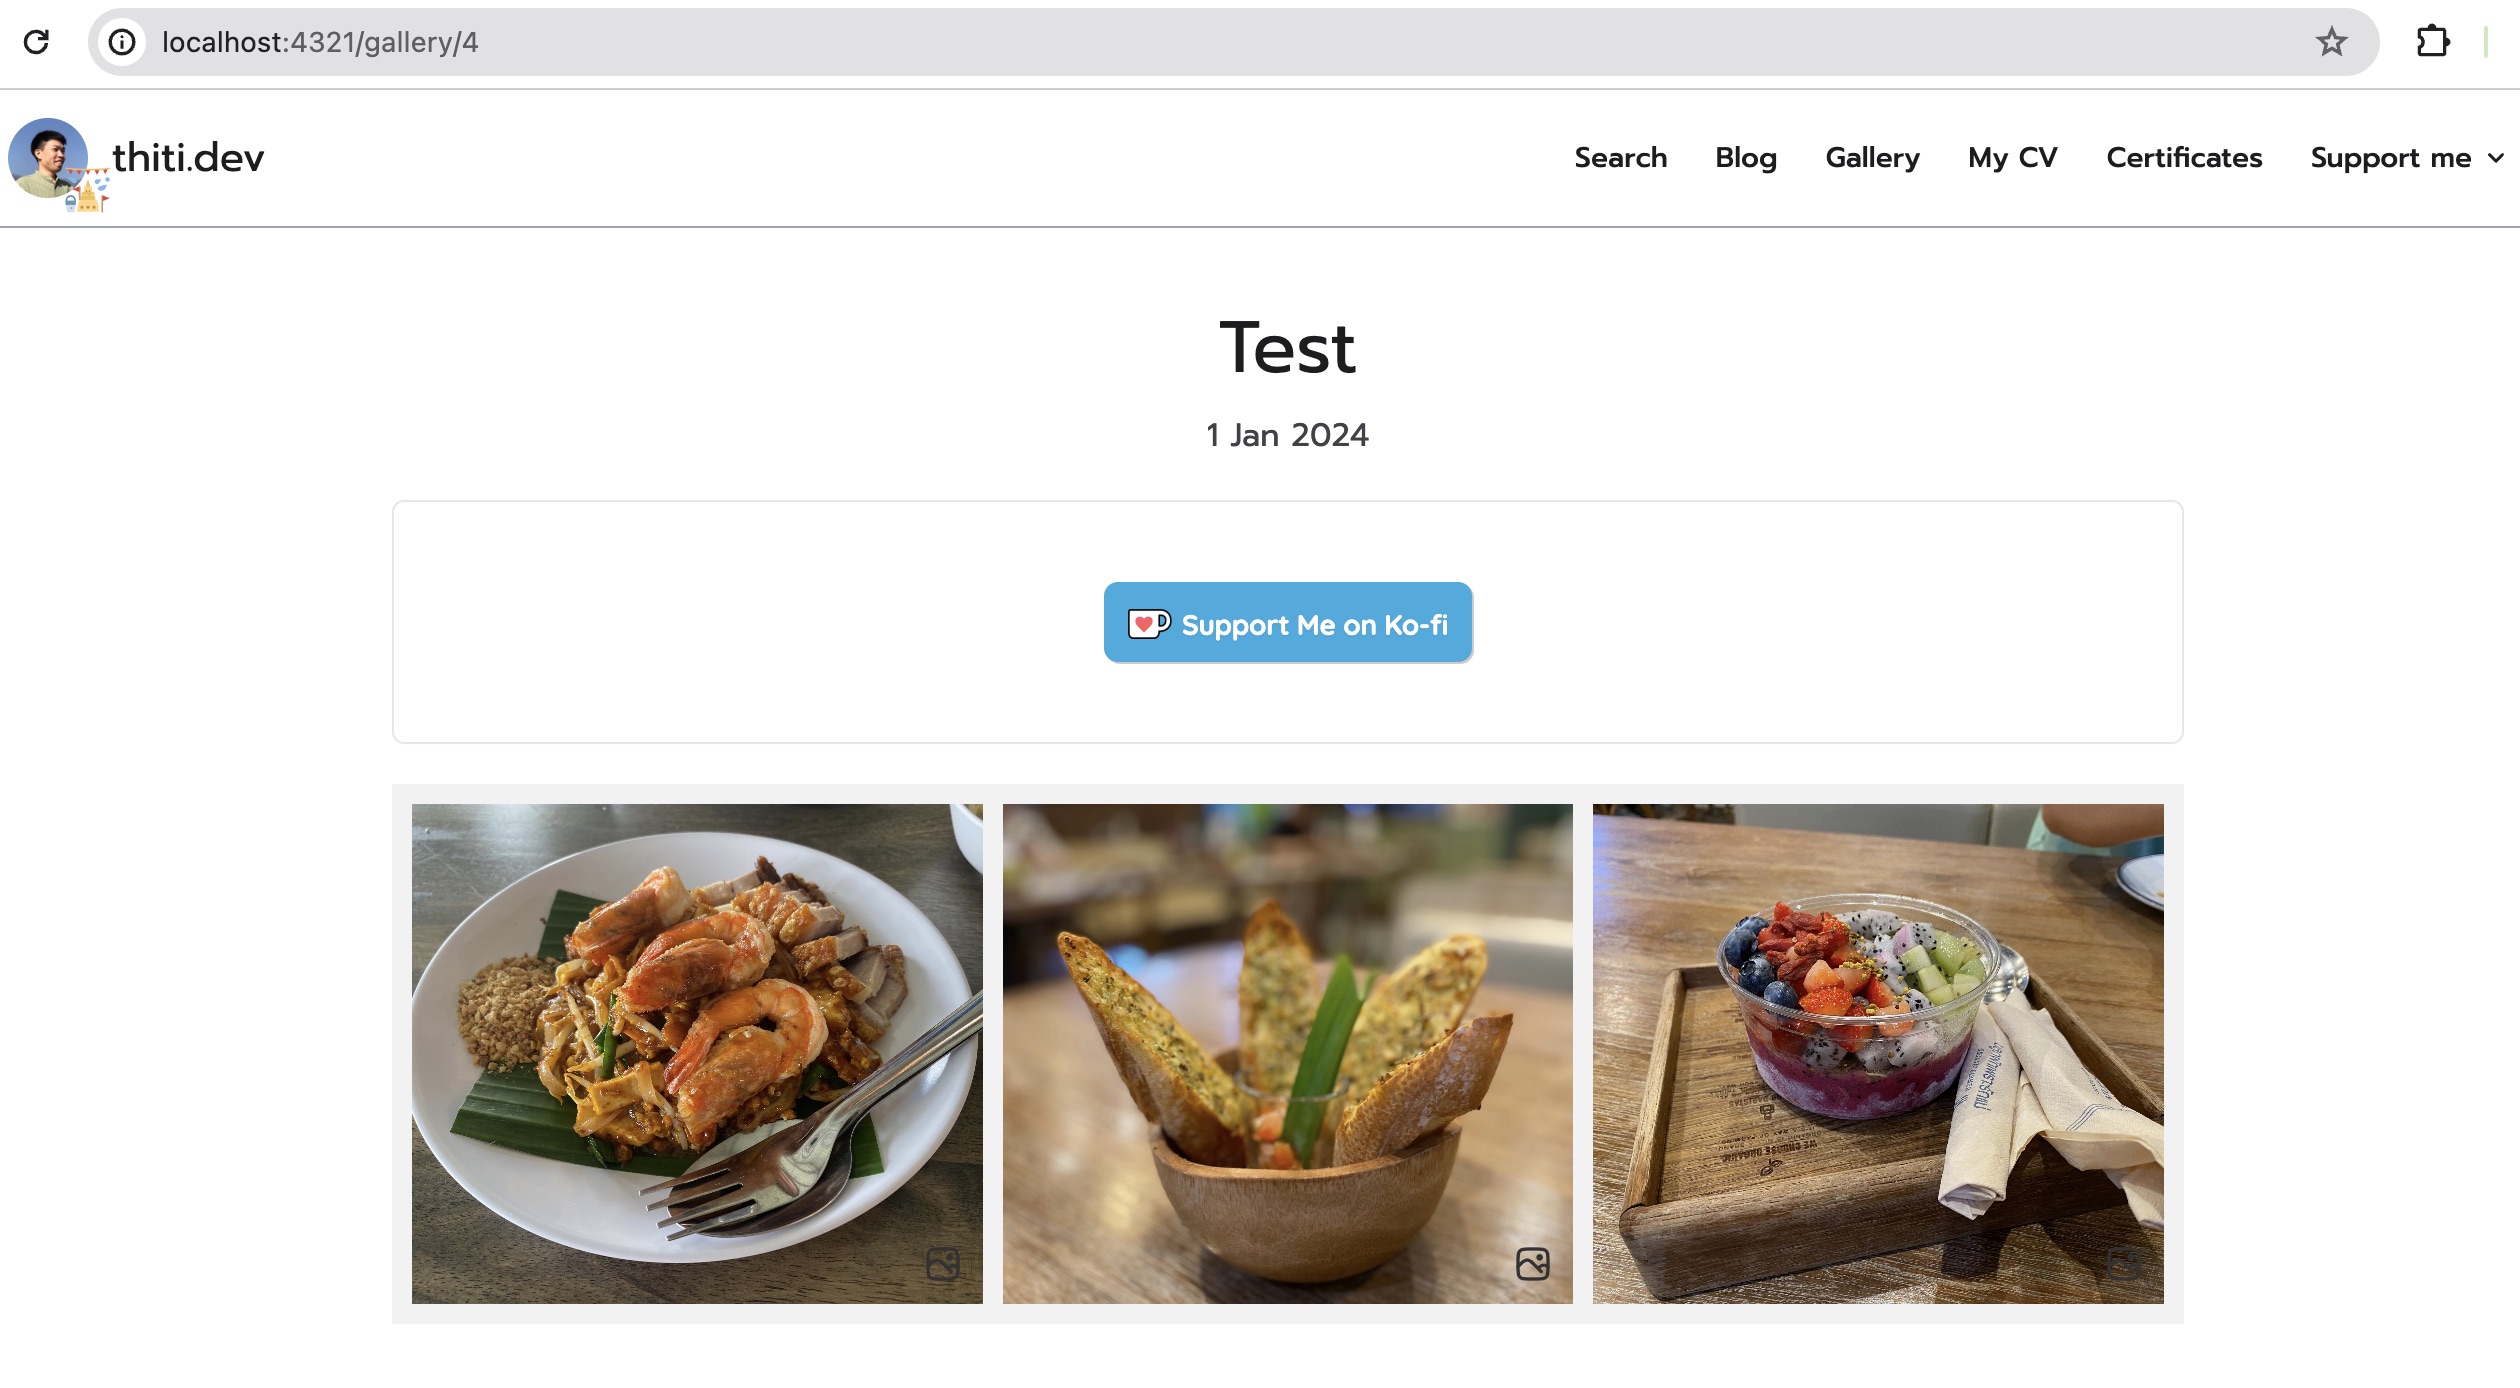 localhost:4321/gallery/4
thiti.dev
Search Blog Gallery My CV Certificates Support me
Test
1 Jan 2024
Support Me on Ko-fi